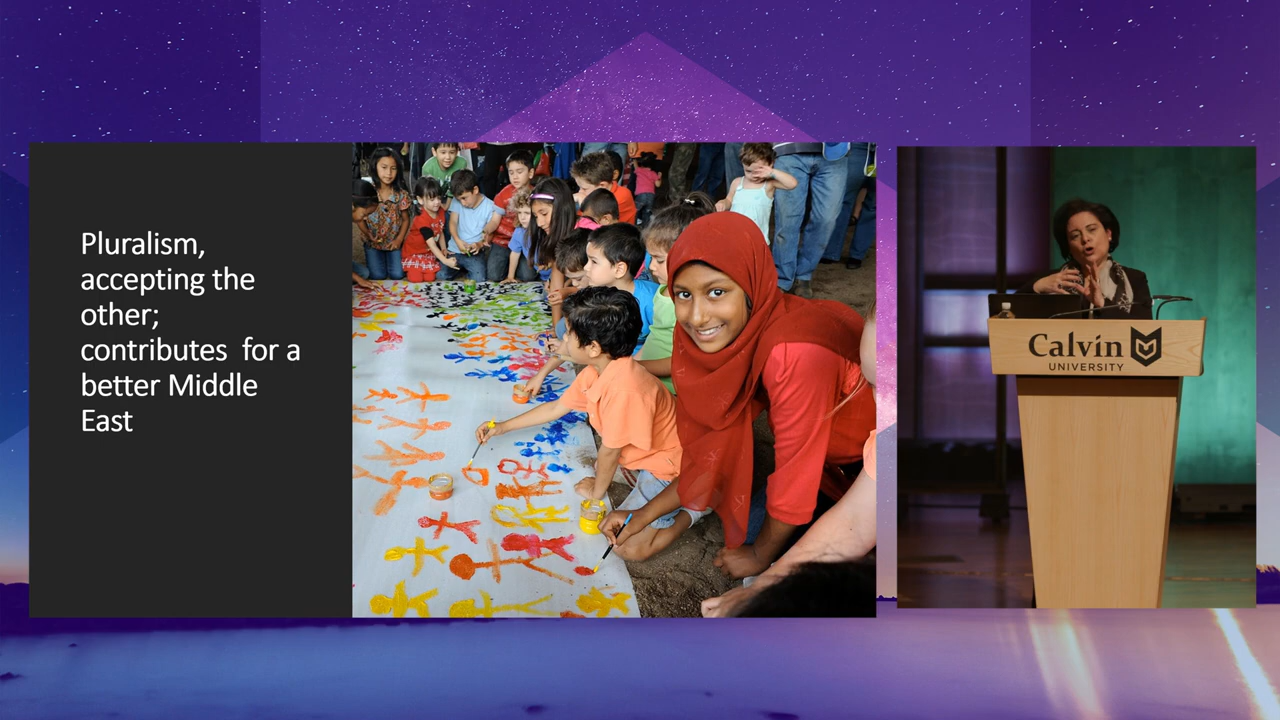 Pluralism,
accepting the
other;
contributes  for a
better Middle
East
Calvin
UNIVERSITY